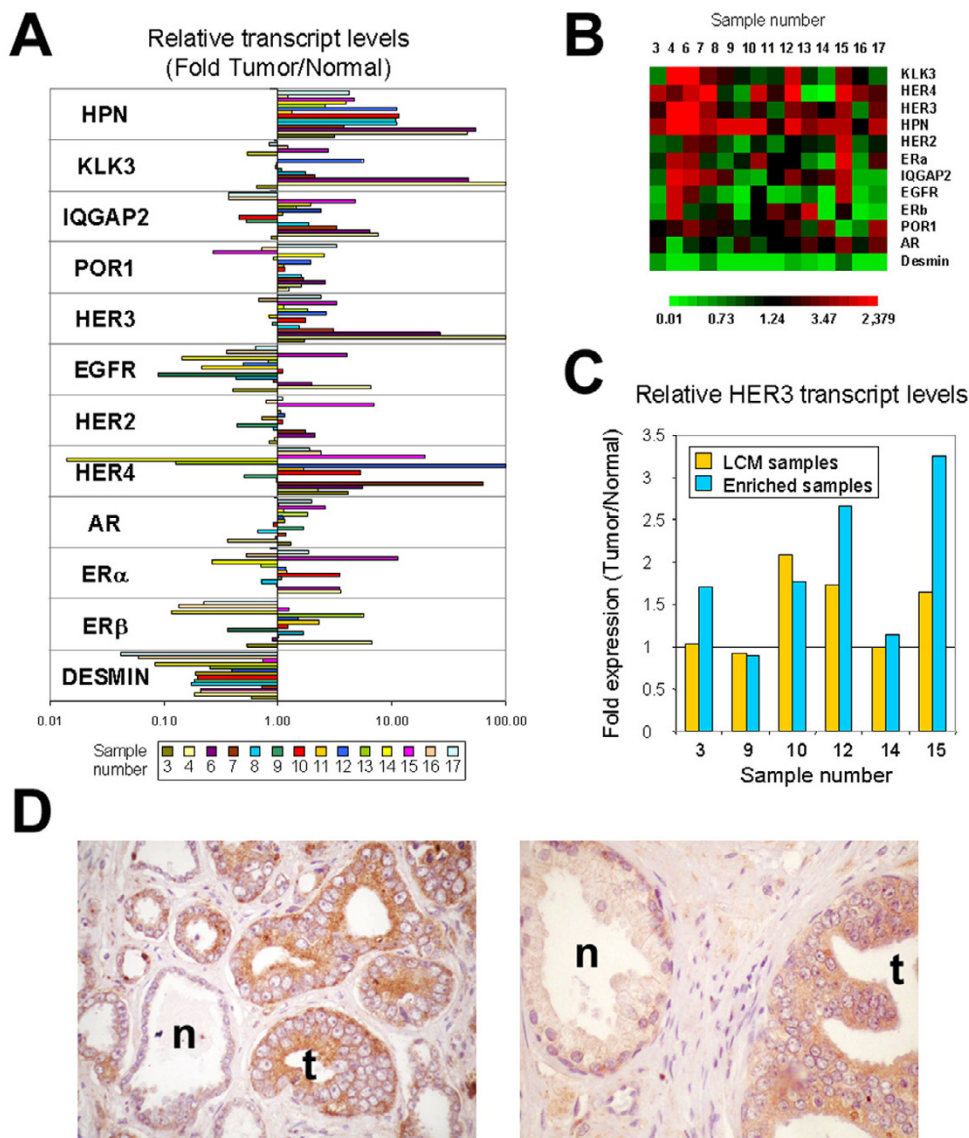 A
Relative transcript levels
(Fold Tumor/Normal)
HPN
KLK3
IQGAP2
POR1
HER3
EGFR
HER2
HER4
AR
ERα
ERβ
DESMIN
0.01 0.10 1.00 10.00 100.00
Sample
number
3 4 6 7 8 9 10 11 12 13 14 15 16 17
B
Sample number
3 4 6 7 8 9 10 11 12 13 14 15 16 17
KLK3
HER4
HER3
HPN
HER2
ERa
IQGAP2
EGFR
ERb
POR1
AR
Desmin
0.01 0.73 1.24 3.47 2,379
C
Relative HER3 transcript levels
Fold expression (Tumor/Normal)
3.5
3
2.5
2
1.5
1
0.5
0
LCM samples
Enriched samples
3 9 10 12 14 15
Sample number
D
n
t
n
t